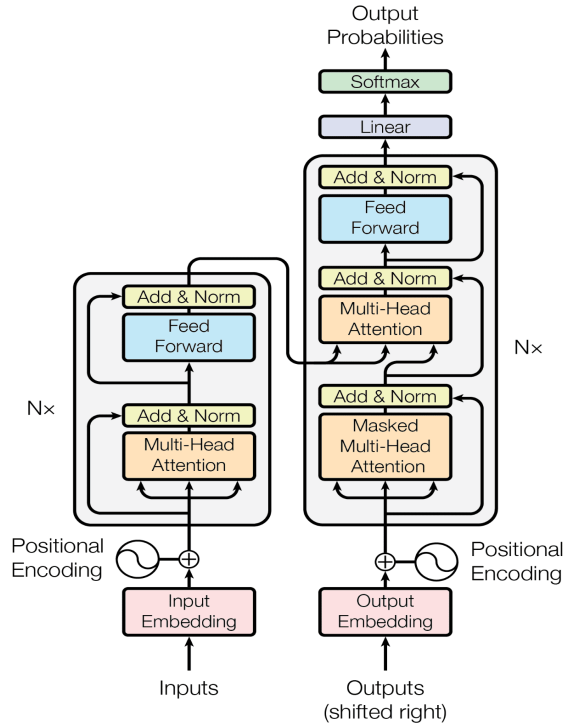 Output
Probabilities
Softmax
Linear
Add & Norm
Feed
Forward
Add & Norm
Multi-Head
Attention
Add & Norm
Masked
Multi-Head
Attention
N×
Add & Norm
Feed
Forward
Add & Norm
Multi-Head
Attention
N×
Positional
Encoding
Positional
Encoding
Input
Embedding
Output
Embedding
Inputs
Outputs
(shifted right)